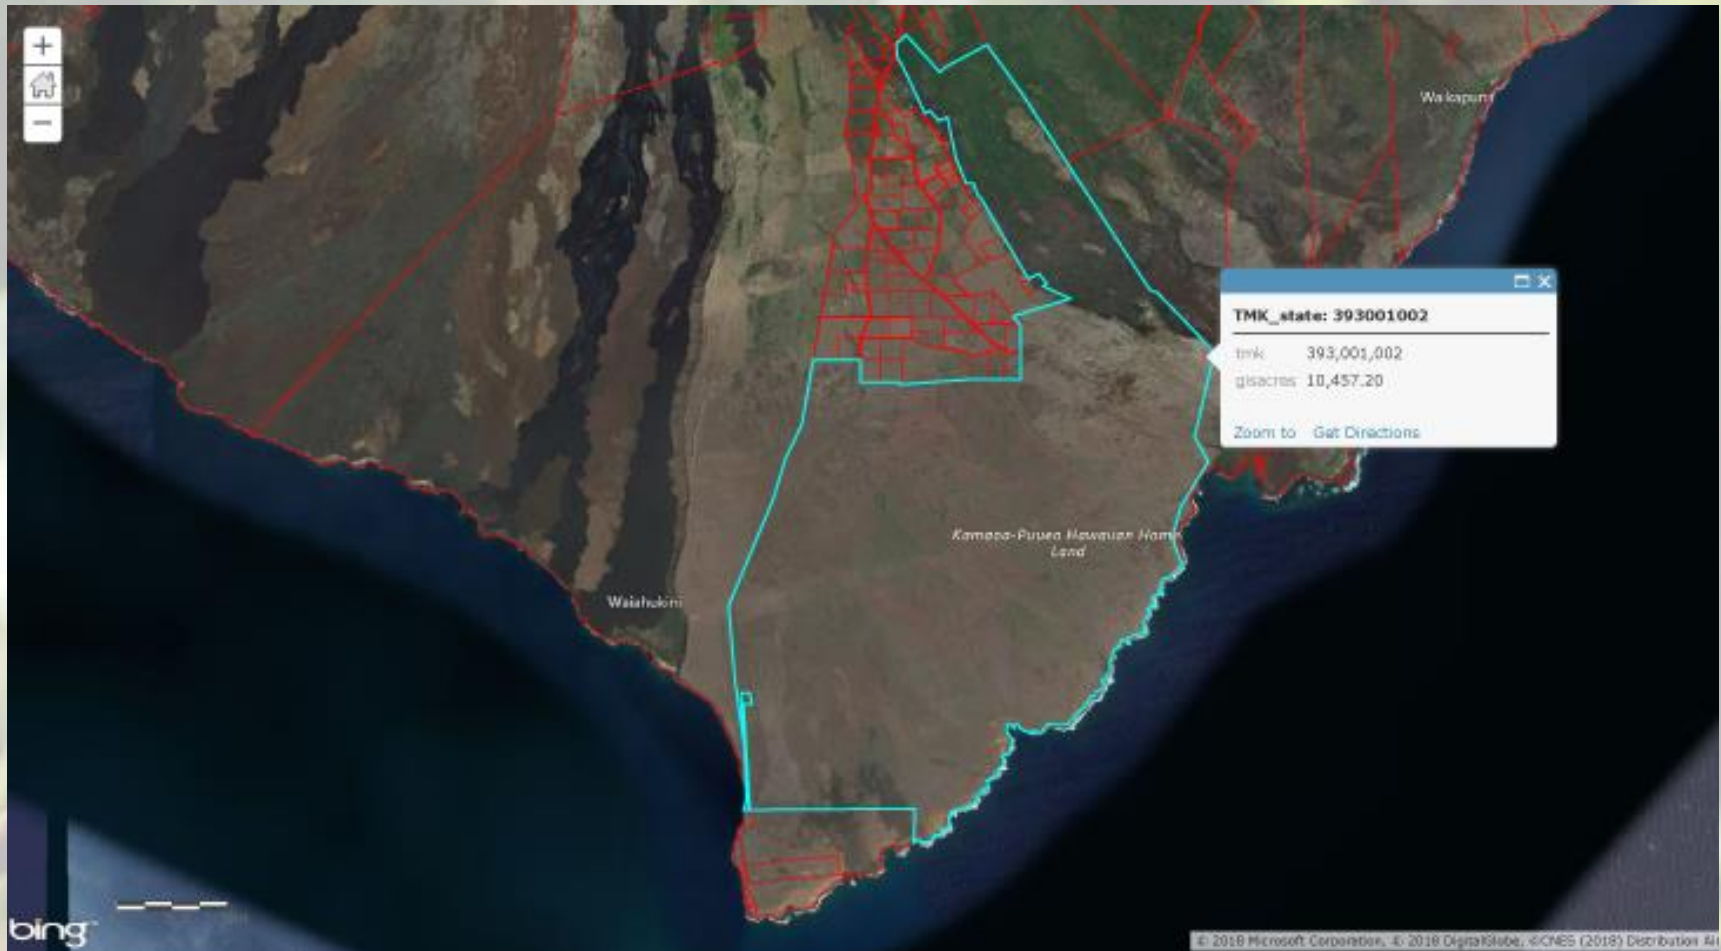 +
−
Waikapuna
TMK_state: 393001002
tmk 393,001,002
gisacres 10,457.20
Zoom to Get Directions
Kamaoa-Puueo Hawaiian Home
Land
Waiahukini
bing
© 2018 Microsoft Corporation, © 2018 DigitalGlobe, ©CNES (2018) Distribution Air